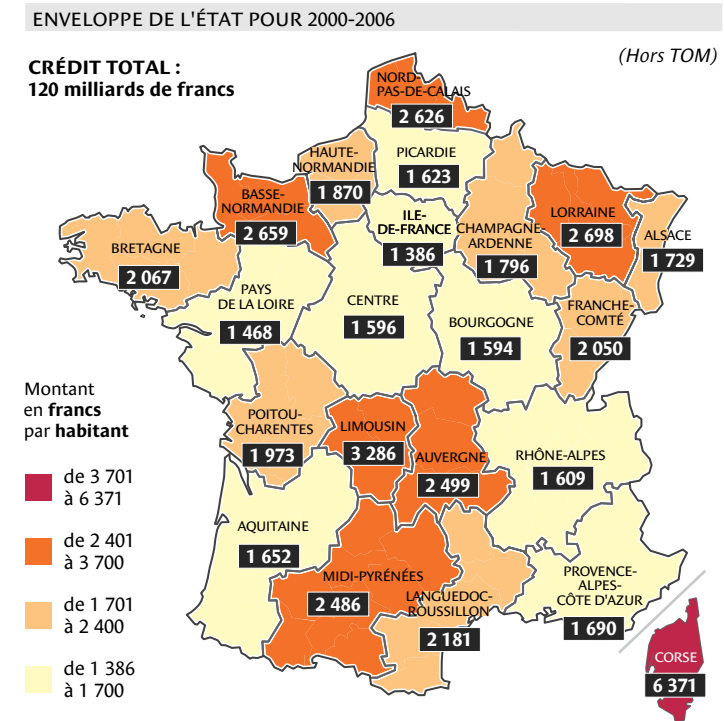 ENVELOPPE DE L'ÉTAT POUR 2000-2006
(Hors TOM)
CRÉDIT TOTAL :
120 milliards de francs
NORD-
PAS-DE-CALAIS
2 626
HAUTE-
NORMANDIE
1 870
PICARDIE
1 623
BASSE-
NORMANDIE
2 659
ILE-
DE-FRANCE
1 386
CHAMPAGNE-
ARDENNE
1 796
LORRAINE
2 698
ALSACE
1 729
BRETAGNE
2 067
PAYS
DE LA LOIRE
1 468
CENTRE
1 596
BOURGOGNE
1 594
FRANCHE-
COMTÉ
2 050
Montant
en francs
par habitant
de 3 701
à 6 371
de 2 401
à 3 700
de 1 701
à 2 400
de 1 386
à 1 700
POITOU-
CHARENTES
1 973
LIMOUSIN
3 286
AUVERGNE
2 499
RHÔNE-ALPES
1 609
AQUITAINE
1 652
MIDI-PYRÉNÉES
2 486
LANGUEDOC-
ROUSSILLON
2 181
PROVENCE-
ALPES-
CÔTE D'AZUR
1 690
CORSE
6 371